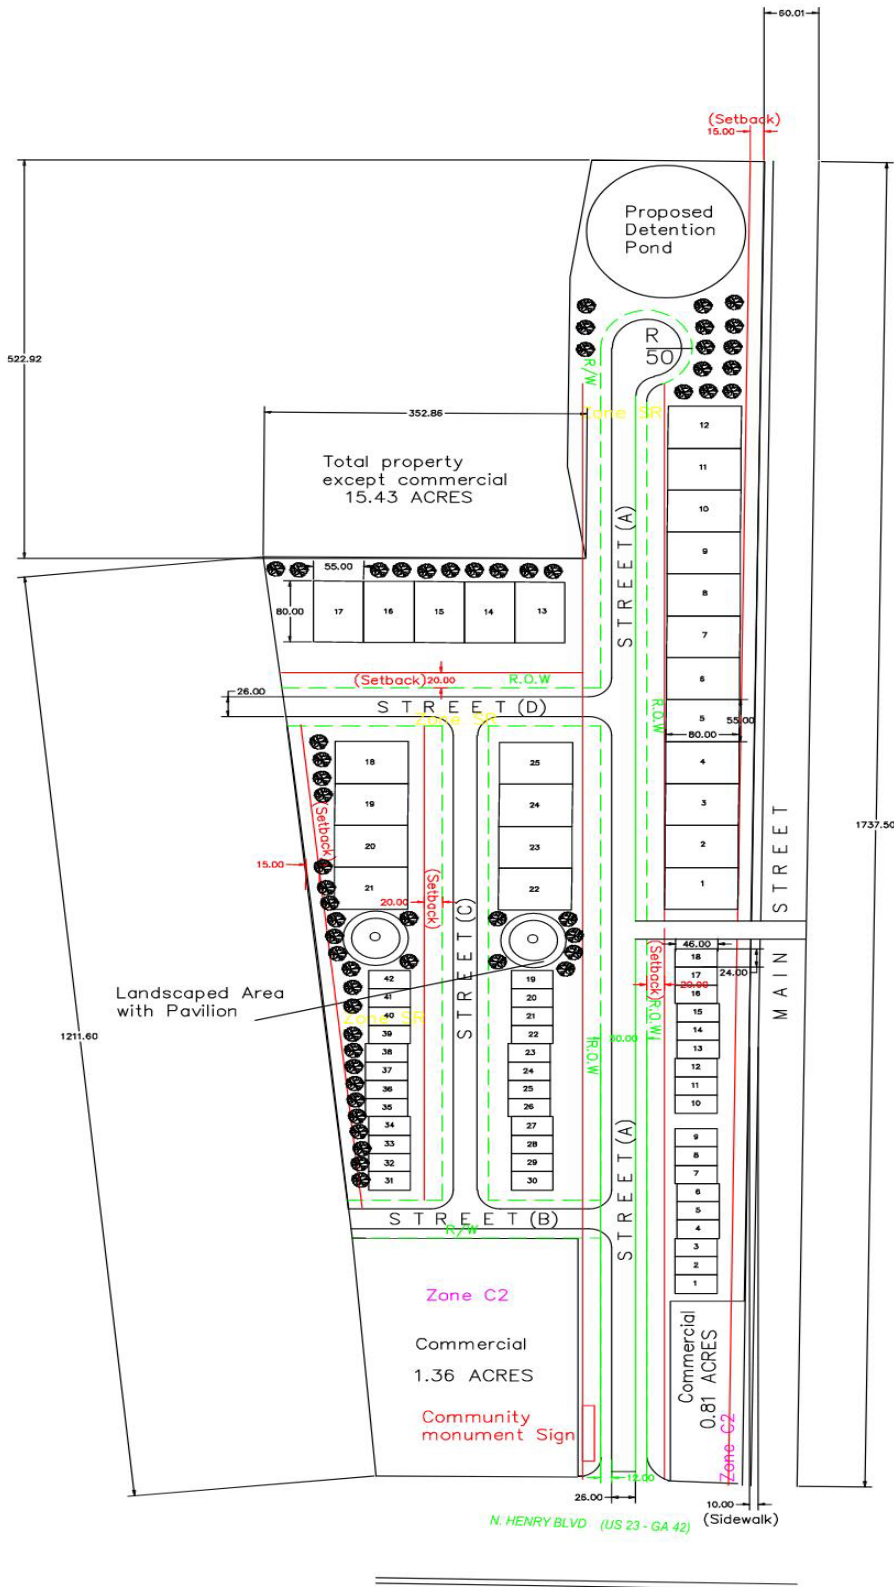 60.01
(Setback)
15.00
Proposed
Detention
Pond
R
50
R/W
522.92
352.86
Zone SR
12
Total property
except commercial
15.43 ACRES
11
10
STREET(A)
9
55.00
8
80.00
17
16
15
14
13
7
6
(Setback)
20.00
R.O.W
26.00
STREET(D)
Zone SR
R.O.W
5
55.00
80.00
18
25
4
19
24
3
1737.50
(Setback)
20
23
2
MAIN STREET
15.00
21
22
1
20.00
(Setback)
STREET(C)
46.00
18
24.00
(Setback)
17
20.00
16
R.O.W
42
19
Landscaped Area
with Pavilion
41
20
15
40
21
14
Zone SR
39
22
13
1211.60
R.O.W
38
23
12
37
24
11
36
25
10
35
26
34
27
9
33
28
8
32
29
7
31
30
6
STREET(A)
5
STREET(B)
4
R/W
3
2
1
Zone C2
Commercial
1.36 ACRES
Commercial
0.81 ACRES
Community
monument Sign
Zone C2
12.00
10.00
(Sidewalk)
N. HENRY BLVD (US 23 - GA 42)